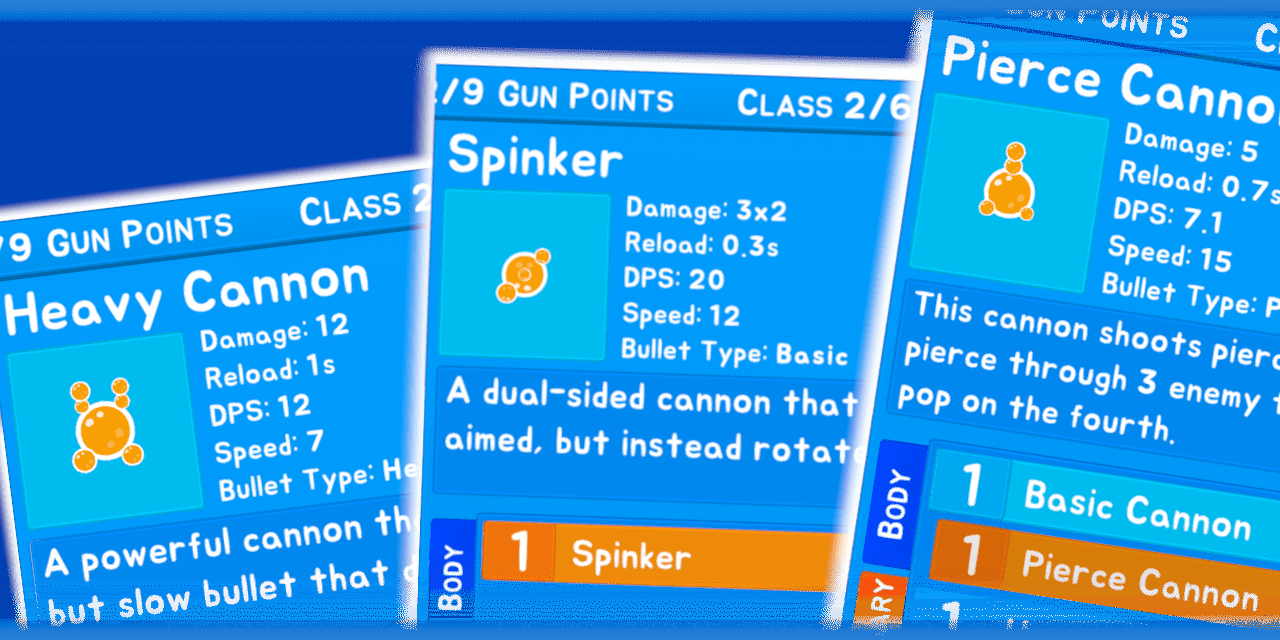 /9 GUN POINTS
CLASS 2
Heavy Cannon
Damage: 12
Reload: 1s
DPS: 12
Speed: 7
Bullet Type: He
A powerful cannon th
but slow bullet that
/9 GUN POINTS
CLASS 2/6
Spinker
Damage: 3x2
Reload: 0.3s
DPS: 20
Speed: 12
Bullet Type: Basic
A dual-sided cannon that
aimed, but instead rotate
BODY
1 Spinker
GUN POINTS
Pierce Canno
Damage: 5
Reload: 0.7s
DPS: 7.1
Speed: 15
Bullet Type: P
This cannon shoots pierc
pierce through 3 enemy t
pop on the fourth.
BODY
1 Basic Cannon
1 Pierce Cannon
ARY
1